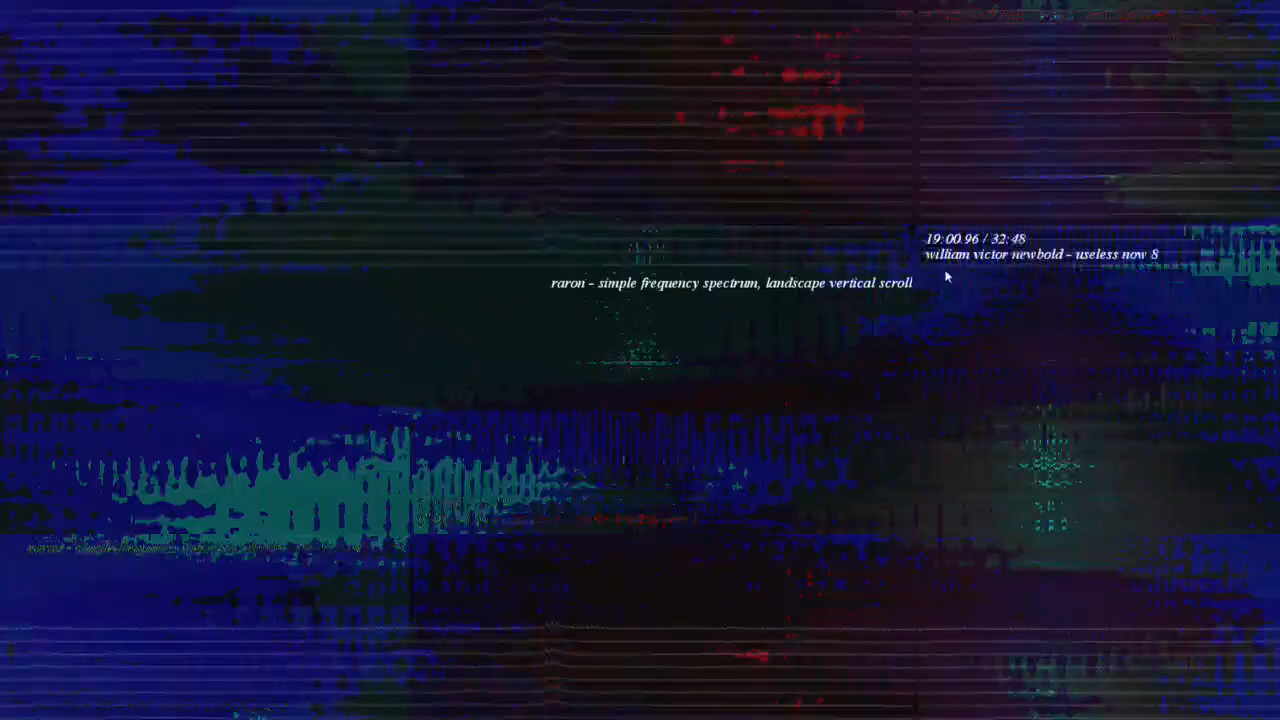 19:00.96 / 32:48
william victor newbold - useless now 8
raron - simple frequency spectrum, landscape vertical scroll